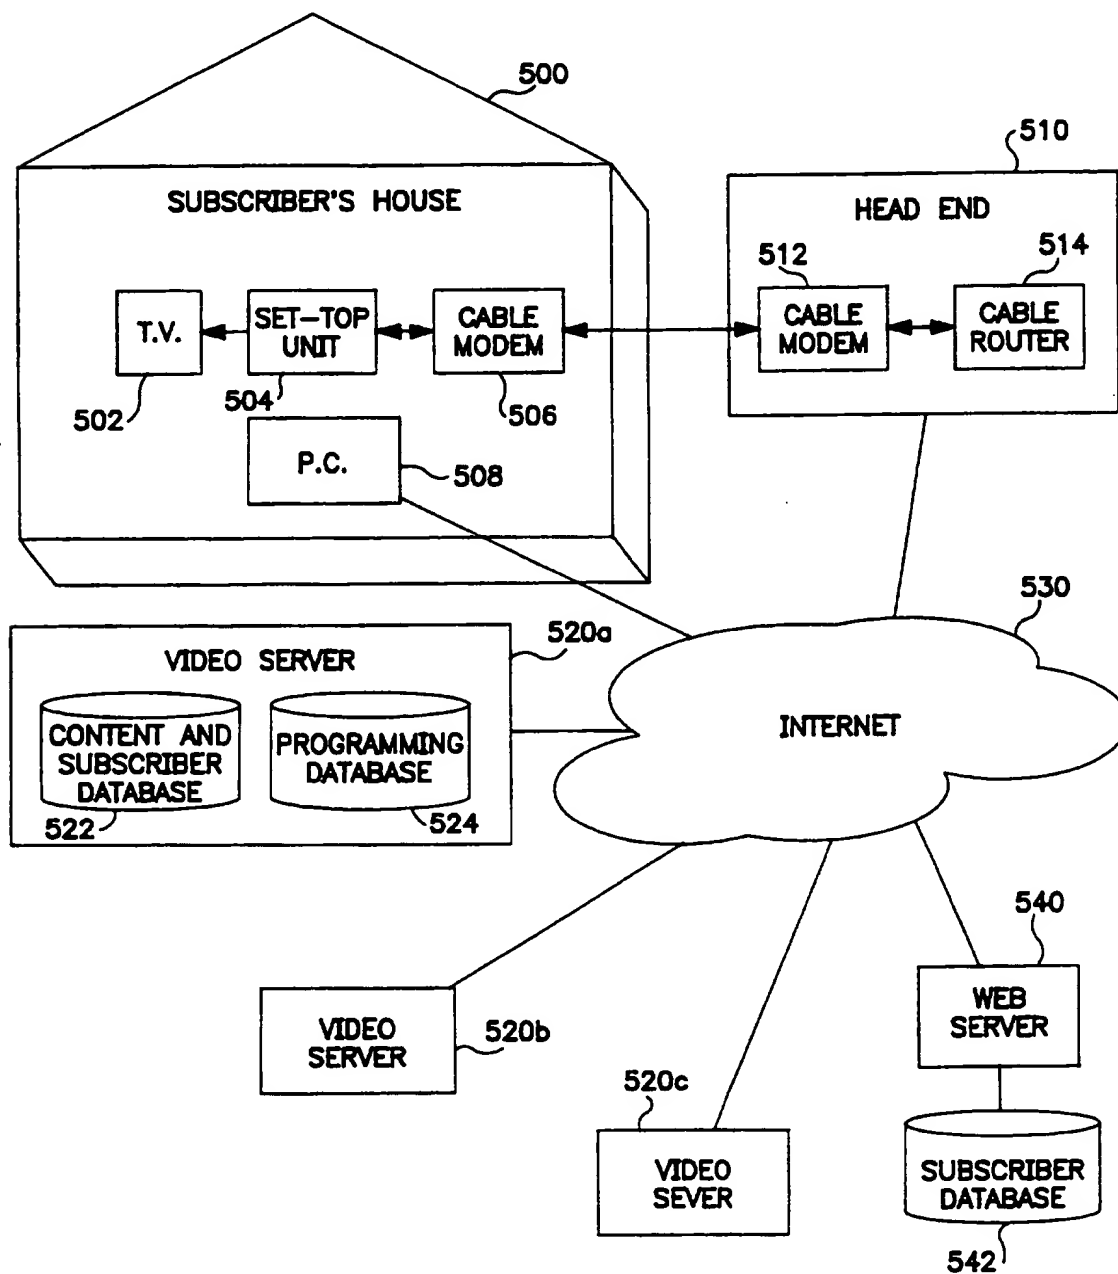 500
510
SUBSCRIBER'S HOUSE
HEAD END
512
514
T.V.
SET-TOP
UNIT
CABLE
MODEM
CABLE
MODEM
CABLE
ROUTER
502
504
506
P.C.
508
530
520a
VIDEO SERVER
INTERNET
CONTENT AND
SUBSCRIBER
DATABASE
PROGRAMMING
DATABASE
522
524
540
VIDEO
SERVER
520b
WEB
SERVER
520c
VIDEO
SEVER
SUBSCRIBER
DATABASE
542